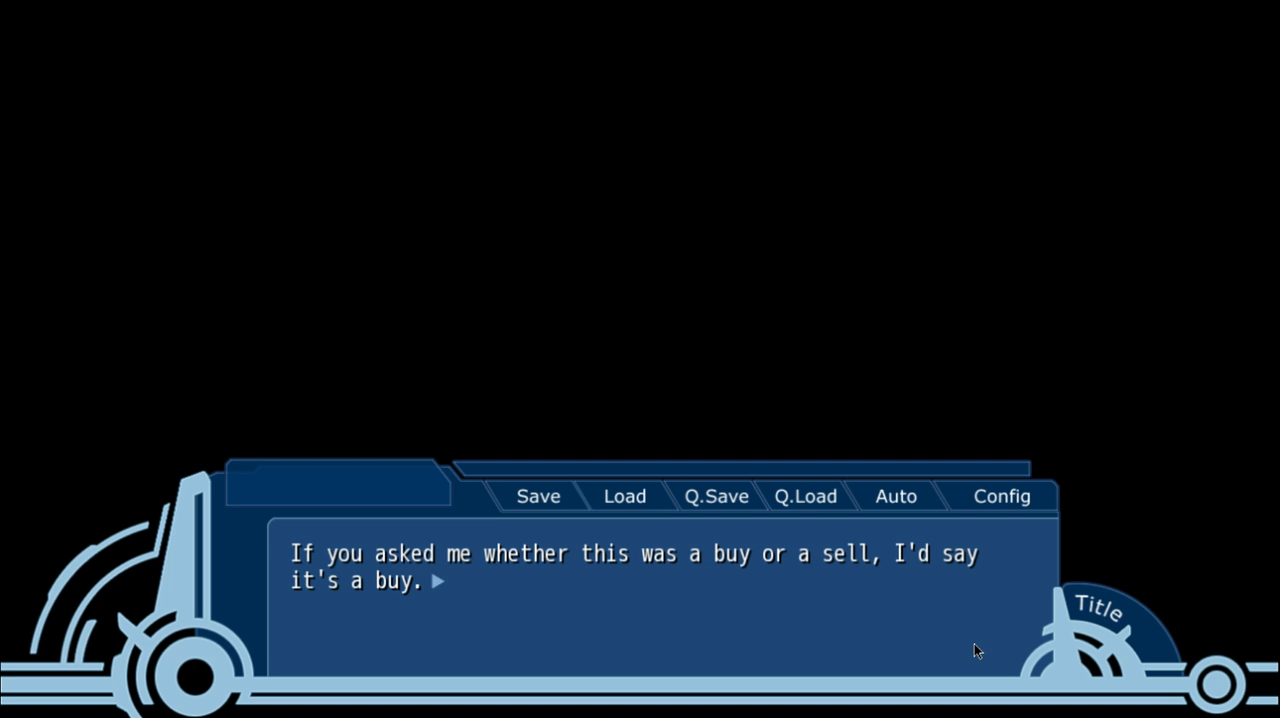 Save Load Q.Save Q.Load Auto Config
If you asked me whether this was a buy or a sell, I'd say
it's a buy.
Title